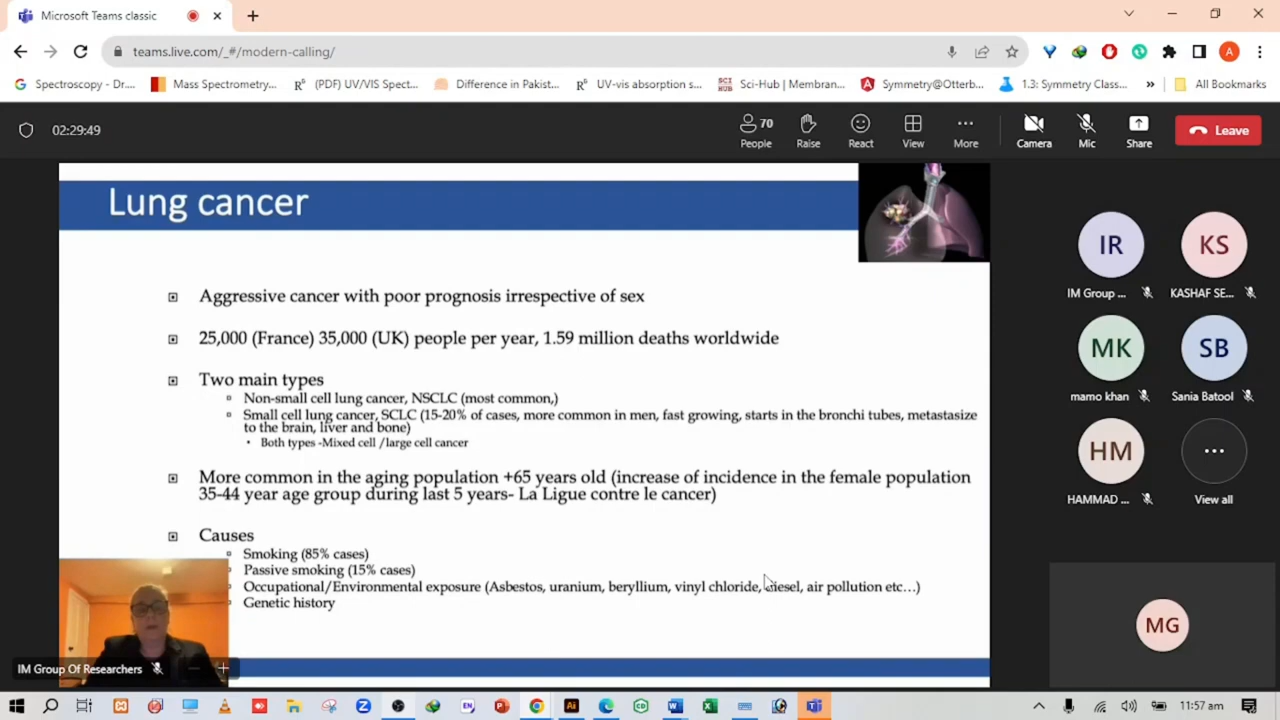 Microsoft Teams classic
teams.live.com/_#/modern-calling/
A
Spectroscopy - Dr....
Mass Spectrometry...
(PDF) UV/VIS Spect...
Difference in Pakist...
UV-vis absorption s...
Sci-Hub | Membran...
Symmetry@Otterb...
1.3: Symmetry Class...
»
All Bookmarks
02:29:49
70
People
Raise
React
View
More
Camera
Mic
Share
Leave
Lung cancer
Aggressive cancer with poor prognosis irrespective of sex
25,000 (France) 35,000 (UK) people per year, 1.59 million deaths worldwide
Two main types
Non-small cell lung cancer, NSCLC (most common,)
Small cell lung cancer, SCLC (15-20% of cases, more common in men, fast growing, starts in the bronchi tubes, metastasize
to the brain, liver and bone)
Both types -Mixed cell /large cell cancer
More common in the aging population +65 years old (increase of incidence in the female population
35-44 year age group during last 5 years- La Ligue contre le cancer)
Causes
Smoking (85% cases)
Passive smoking (15% cases)
Occupational/Environmental exposure (Asbestos, uranium, beryllium, vinyl chloride, diesel, air pollution etc...)
Genetic history
IM Group Of Researchers
IR
IM Group ...
KS
KASHAF SE...
MK
mamo khan
SB
Sania Batool
HM
HAMMAD ...
View all
MG
11:57 am